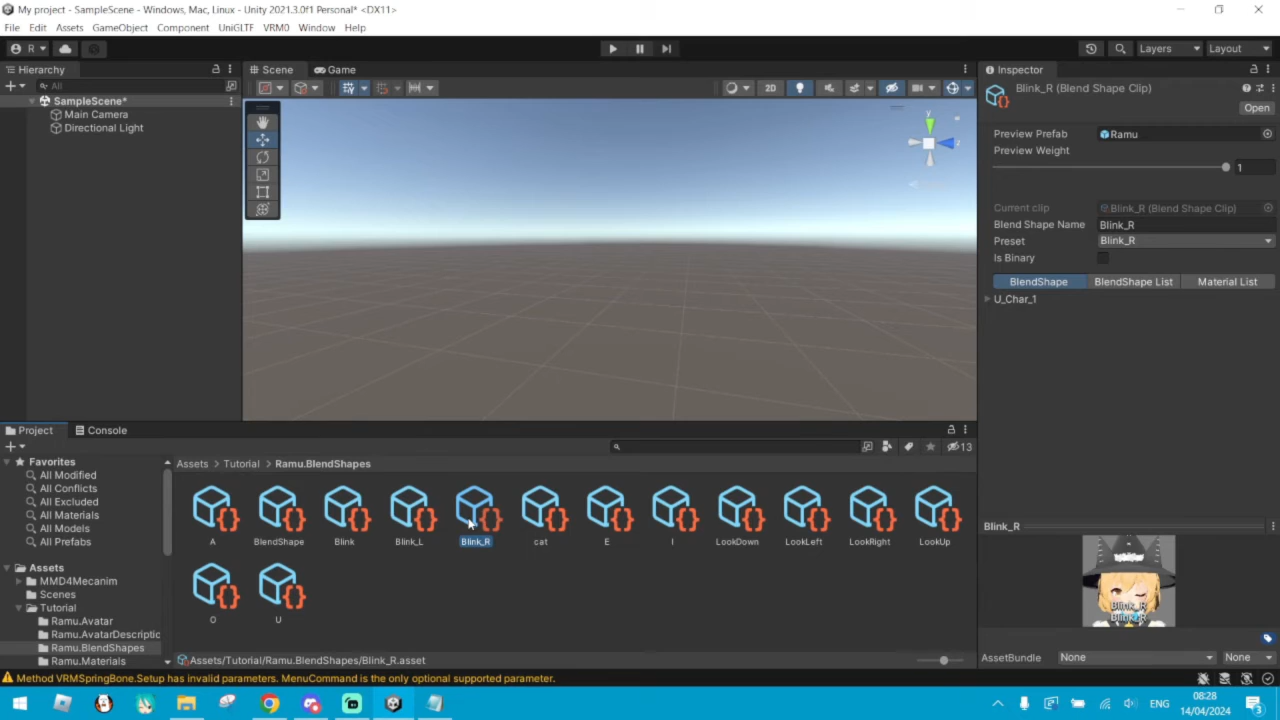 My project - SampleScene - Windows, Mac, Linux - Unity 2021.3.0f1 Personal* <DX11>
File Edit Assets GameObject Component UniGLTF VRM0 Window Help
R Layers Layout
Hierarchy Scene Game Inspector
All 2D Blink_R (Blend Shape Clip)
SampleScene* Open
Main Camera
Directional Light
y
z
Preview Prefab Ramu
Preview Weight
1
Current clip Blink_R (Blend Shape Clip)
Blend Shape Name Blink_R
Preset Blink_R
Is Binary
BlendShape BlendShape List Material List
U_Char_1
Project Console
13
Favorites Assets > Tutorial > Ramu.BlendShapes
All Modified
All Conflicts
All Excluded
All Materials
All Models
All Prefabs
A BlendShape Blink Blink_L Blink_R cat E I LookDown LookLeft LookRight LookUp
Assets
MMD4Mecanim
Scenes
Tutorial
Ramu.Avatar
Ramu.AvatarDescriptic
Ramu.BlendShapes
Ramu.Materials
O U
Assets/Tutorial/Ramu.BlendShapes/Blink_R.asset
Blink_R
Blink_R
Blink_R
AssetBundle None None
Method VRMSpringBone.Setup has invalid parameters. MenuCommand is the only optional supported parameter.
ENG 08:28
14/04/2024 3